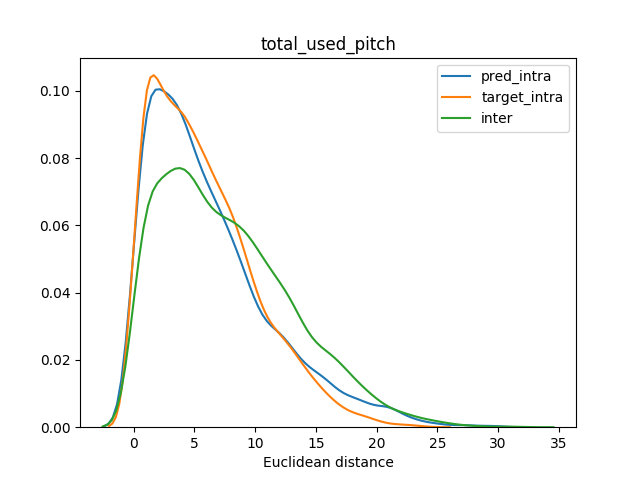 total_used_pitch
pred_intra
target_intra
inter
0.10
0.08
0.06
0.04
0.02
0.00
0 5 10 15 20 25 30 35
Euclidean distance